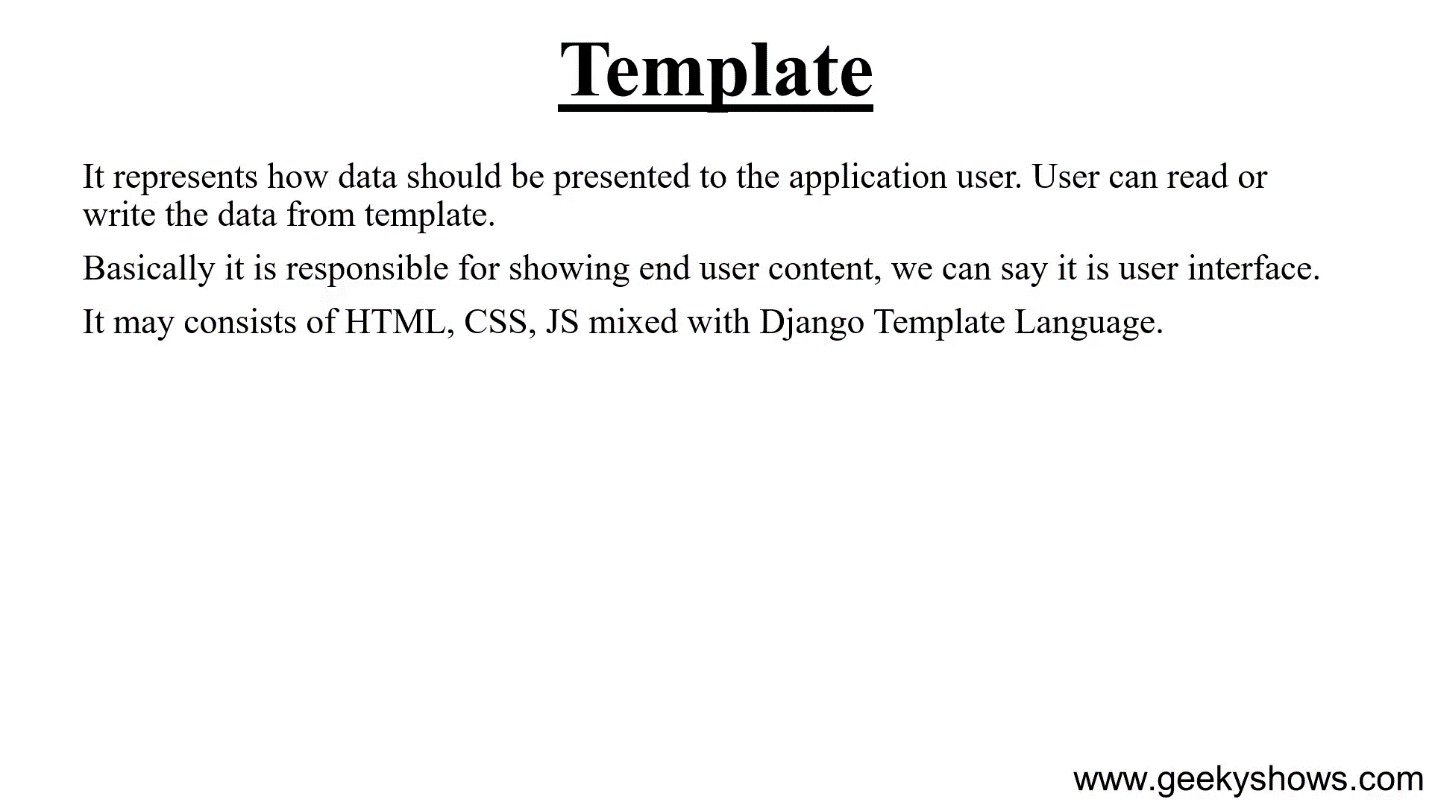 Template
It represents how data should be presented to the application user. User can read or
write the data from template.
Basically it is responsible for showing end user content, we can say it is user interface.
It may consists of HTML, CSS, JS mixed with Django Template Language.
www.geekyshows.com